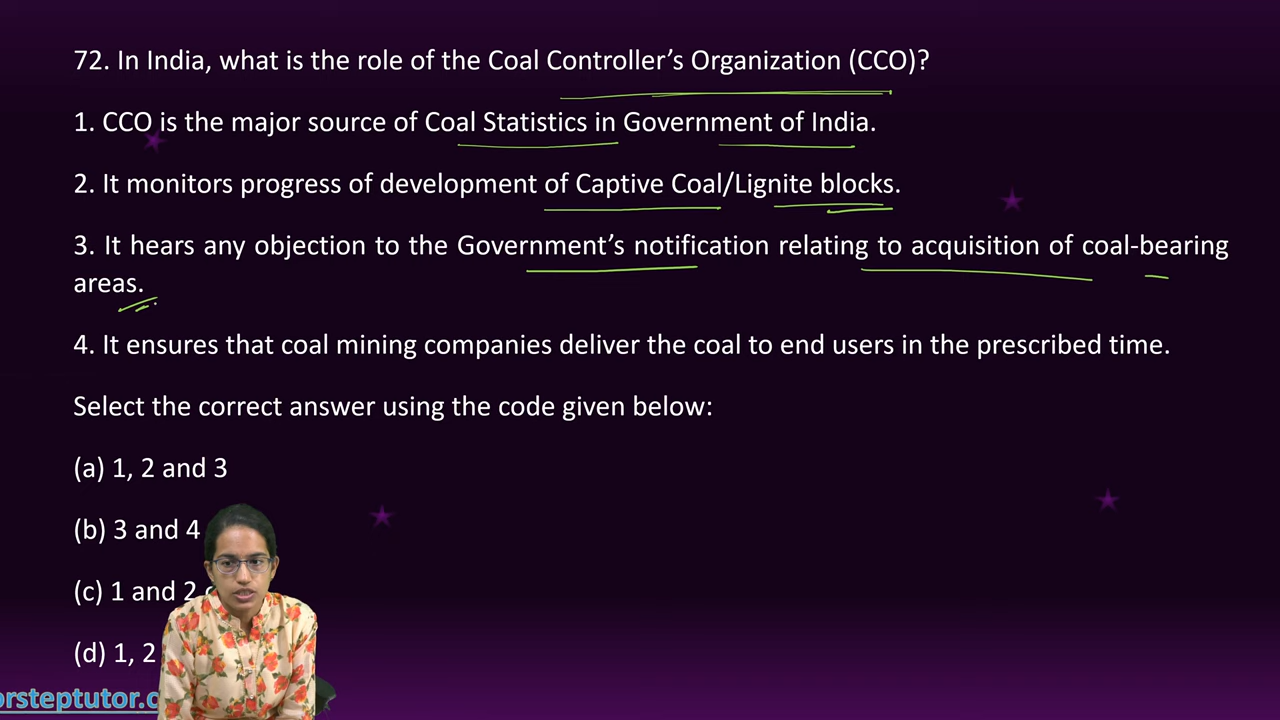 72. In India, what is the role of the Coal Controller’s Organization (CCO)?
1. CCO is the major source of Coal Statistics in Government of India.
2. It monitors progress of development of Captive Coal/Lignite blocks.
3. It hears any objection to the Government’s notification relating to acquisition of coal-bearing
areas.
4. It ensures that coal mining companies deliver the coal to end users in the prescribed time.
Select the correct answer using the code given below:
(a) 1, 2 and 3
(b) 3 and 4
(c) 1 and 2
(d) 1, 2